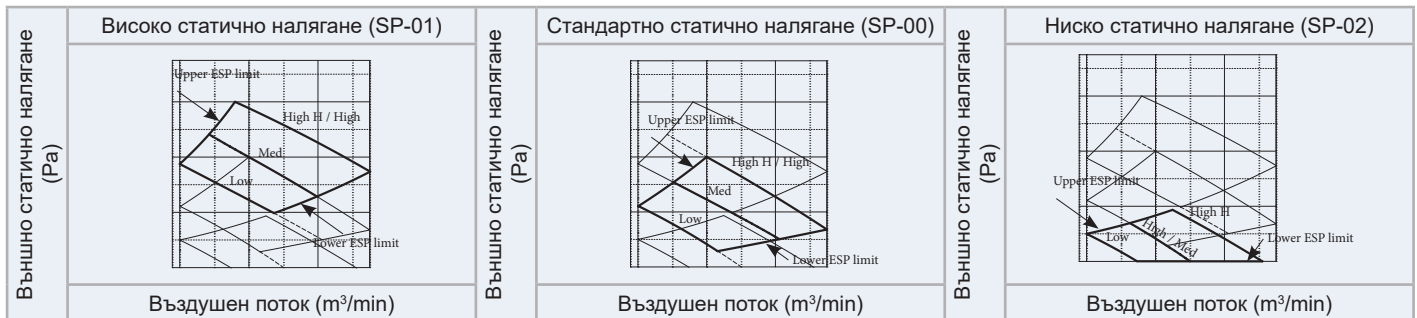 Високо статично налягане (SP-01)
Външно статично налягане
(Pa)
Upper ESP limit
High H / High
Med
Low
Lower ESP limit
Въздушен поток (m³/min)
Стандартно статично налягане (SP-00)
Външно статично налягане
(Pa)
Upper ESP limit
High H / High
Med
Low
Lower ESP limit
Въздушен поток (m³/min)
Ниско статично налягане (SP-02)
Външно статично налягане
(Pa)
Upper ESP limit
High H
High / Med
Low
Lower ESP limit
Въздушен поток (m³/min)